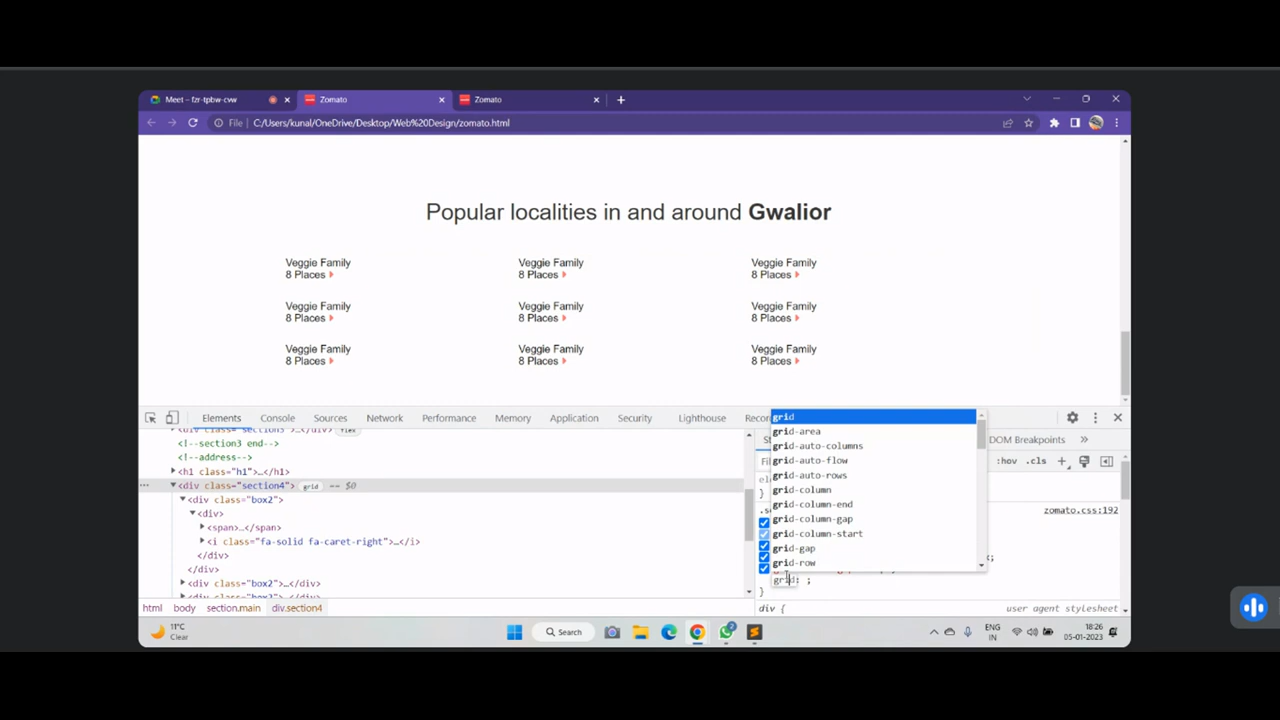 Meet – fzr-tpbw-cvw
Zomato
Zomato
File
C:/Users/kunal/OneDrive/Desktop/Web%20Design/zomato.html
Popular localities in and around Gwalior
Veggie Family
8 Places
Veggie Family
8 Places
Veggie Family
8 Places
Veggie Family
8 Places
Veggie Family
8 Places
Veggie Family
8 Places
Veggie Family
8 Places
Veggie Family
8 Places
Veggie Family
8 Places
Elements Console Sources Network Performance Memory Application Security Lighthouse
<!--section3 end-->
<!--address-->
<h1 class="h1">…</h1>
<div class="section4"> grid == $0
<div class="box2">
<div>
<span>…</span>
<i class="fa-solid fa-caret-right">…</i>
</div>
</div>
<div class="box2">…</div>
<div class="box2">…</div>
html body section.main div.section4
grid
grid-area
grid-auto-columns
grid-auto-flow
grid-auto-rows
grid-column
grid-column-end
grid-column-gap
grid-column-start
grid-gap
grid-row
DOM Breakpoints »
:hov .cls
}
zomato.css:192
grid: ;
}
div { user agent stylesheet
11°C
Clear
Search
2
ENG
IN
18:26
05-01-2023